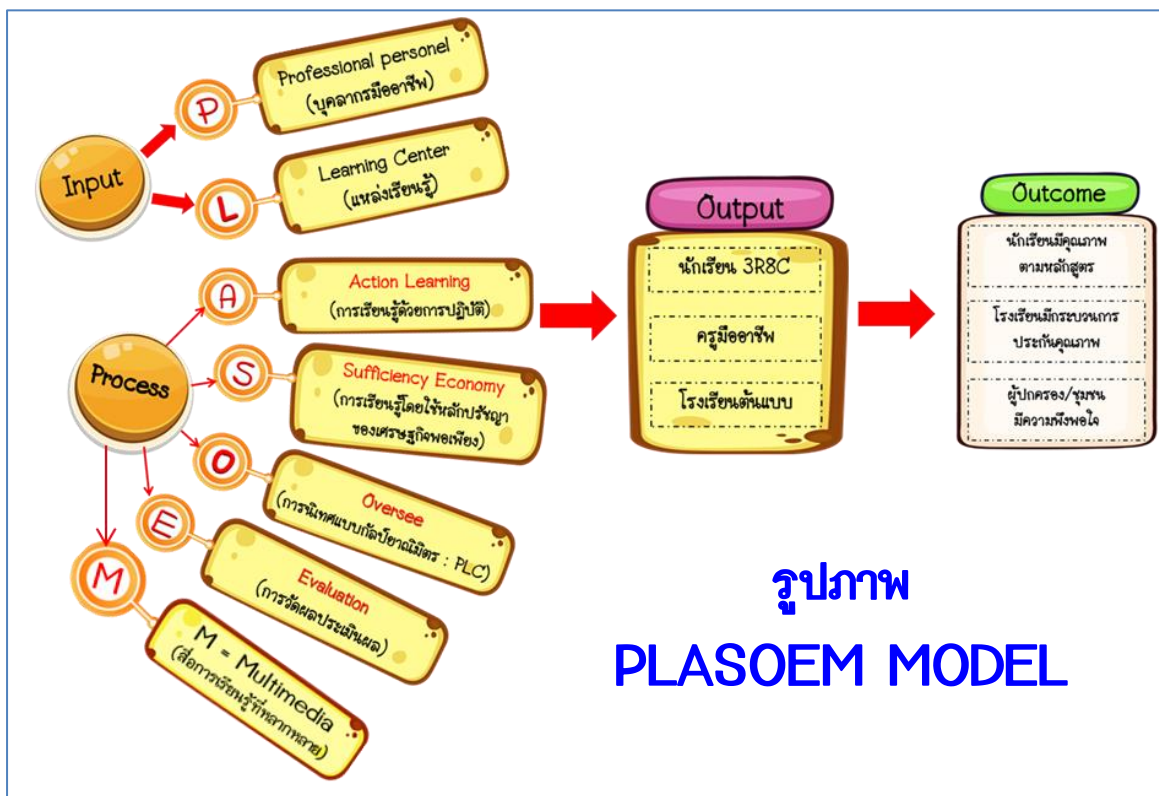 Input
P
Professional personel
(บุคลากรมืออาชีพ)
L
Learning Center
(แหล่งเรียนรู้)
Process
A
Action Learning
(การเรียนรู้ด้วยการปฏิบัติ)
S
Sufficiency Economy
(การเรียนรู้โดยใช้หลักปรัชญา
ของเศรษฐกิจพอเพียง)
O
Oversee
(การนิเทศแบบกัลป์ยาณิมิตร : PLC)
E
Evaluation
(การวัดผลประเมินผล)
M
M = Multimedia
(สื่อการเรียนรู้ที่หลากหลาย)
Output
นักเรียน 3R8C
ครูมืออาชีพ
โรงเรียนต้นแบบ
Outcome
นักเรียนมีคุณภาพ
ตามหลักสูตร
โรงเรียนมีกระบวนการ
ประกันคุณภาพ
ผู้ปกครอง/ชุมชน
มีความพึงพอใจ
รูปภาพ
PLASOEM MODEL